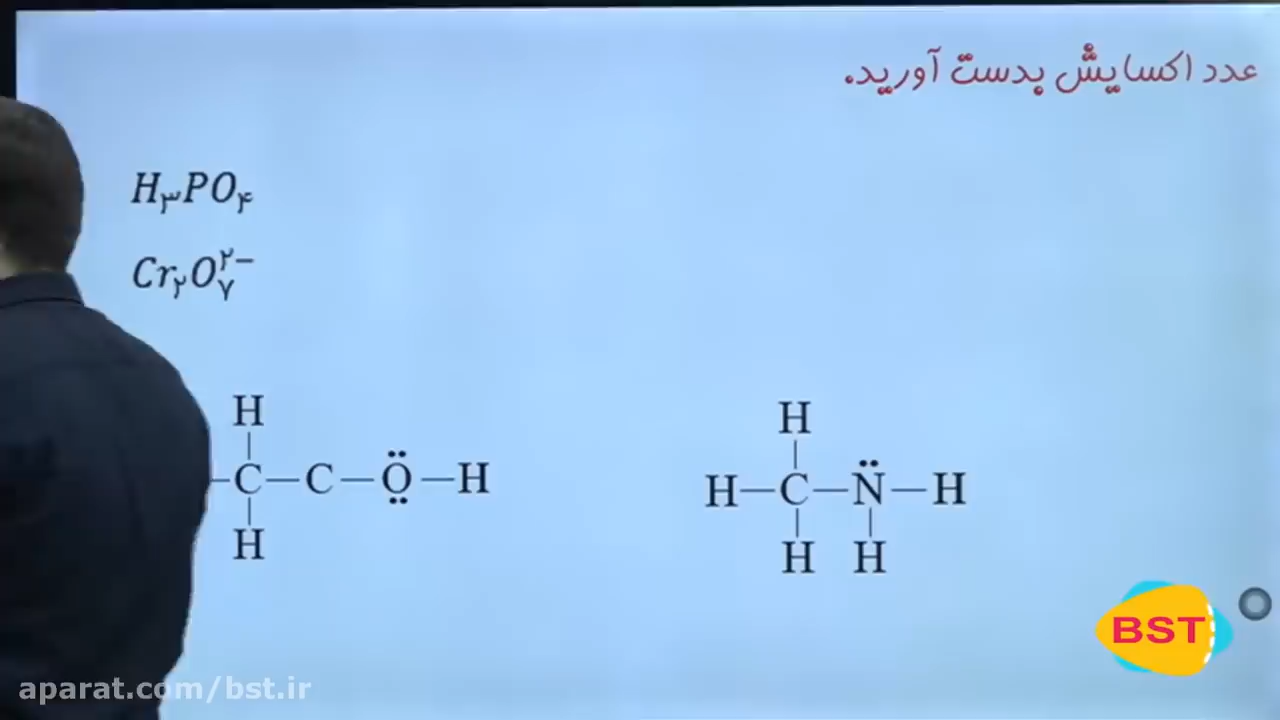 عدد اکسایش بدست آورید.
H۳PO۴
Cr۲O۷۲−
H H
–C–C–O–H H–C–N–H
H H H
BST
aparat.com/bst.ir